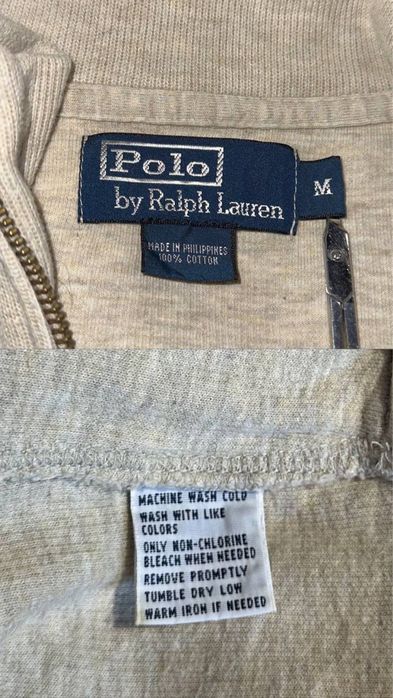 Polo
by Ralph Lauren
M
MADE IN PHILIPPINES
100% COTTON
MACHINE WASH COLD
WASH WITH LIKE
COLORS
ONLY NON-CHLORINE
BLEACH WHEN NEEDED
REMOVE PROMPTLY
TUMBLE DRY LOW
WARM IRON IF NEEDED